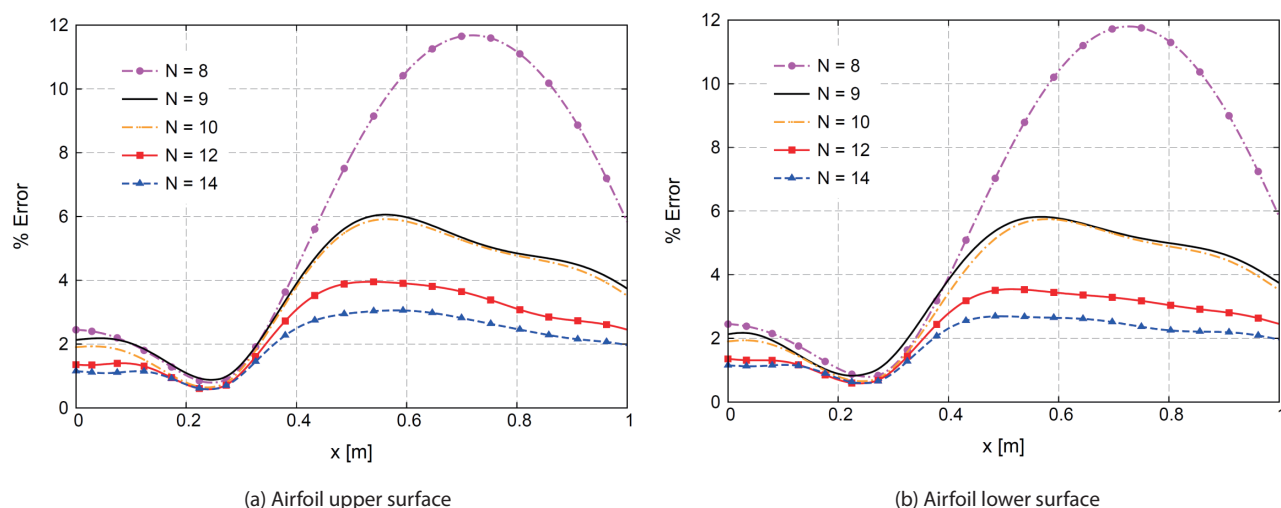 12
10
8
6
4
2
0
% Error
N = 8
N = 9
N = 10
N = 12
N = 14
0 0.2 0.4 0.6 0.8 1
x [m]
(a) Airfoil upper surface
12
10
8
6
4
2
0
% Error
N = 8
N = 9
N = 10
N = 12
N = 14
0 0.2 0.4 0.6 0.8 1
x [m]
(b) Airfoil lower surface